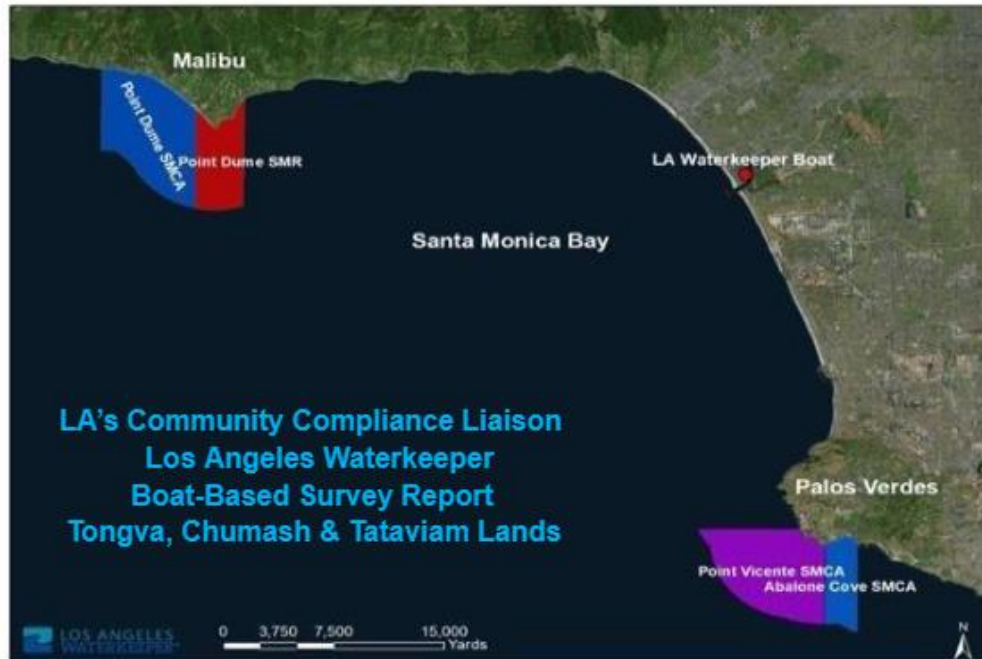 Malibu
Point Dume SMCA
Point Dume SMR
LA Waterkeeper Boat
Santa Monica Bay
LA's Community Compliance Liaison
Los Angeles Waterkeeper
Boat-Based Survey Report
Tongva, Chumash & Tataviam Lands
Palos Verdes
Point Vicente SMCA
Abalone Cove SMCA
LOS ANGELES
WATERKEEPER
0 3,750 7,500 15,000
Yards
N